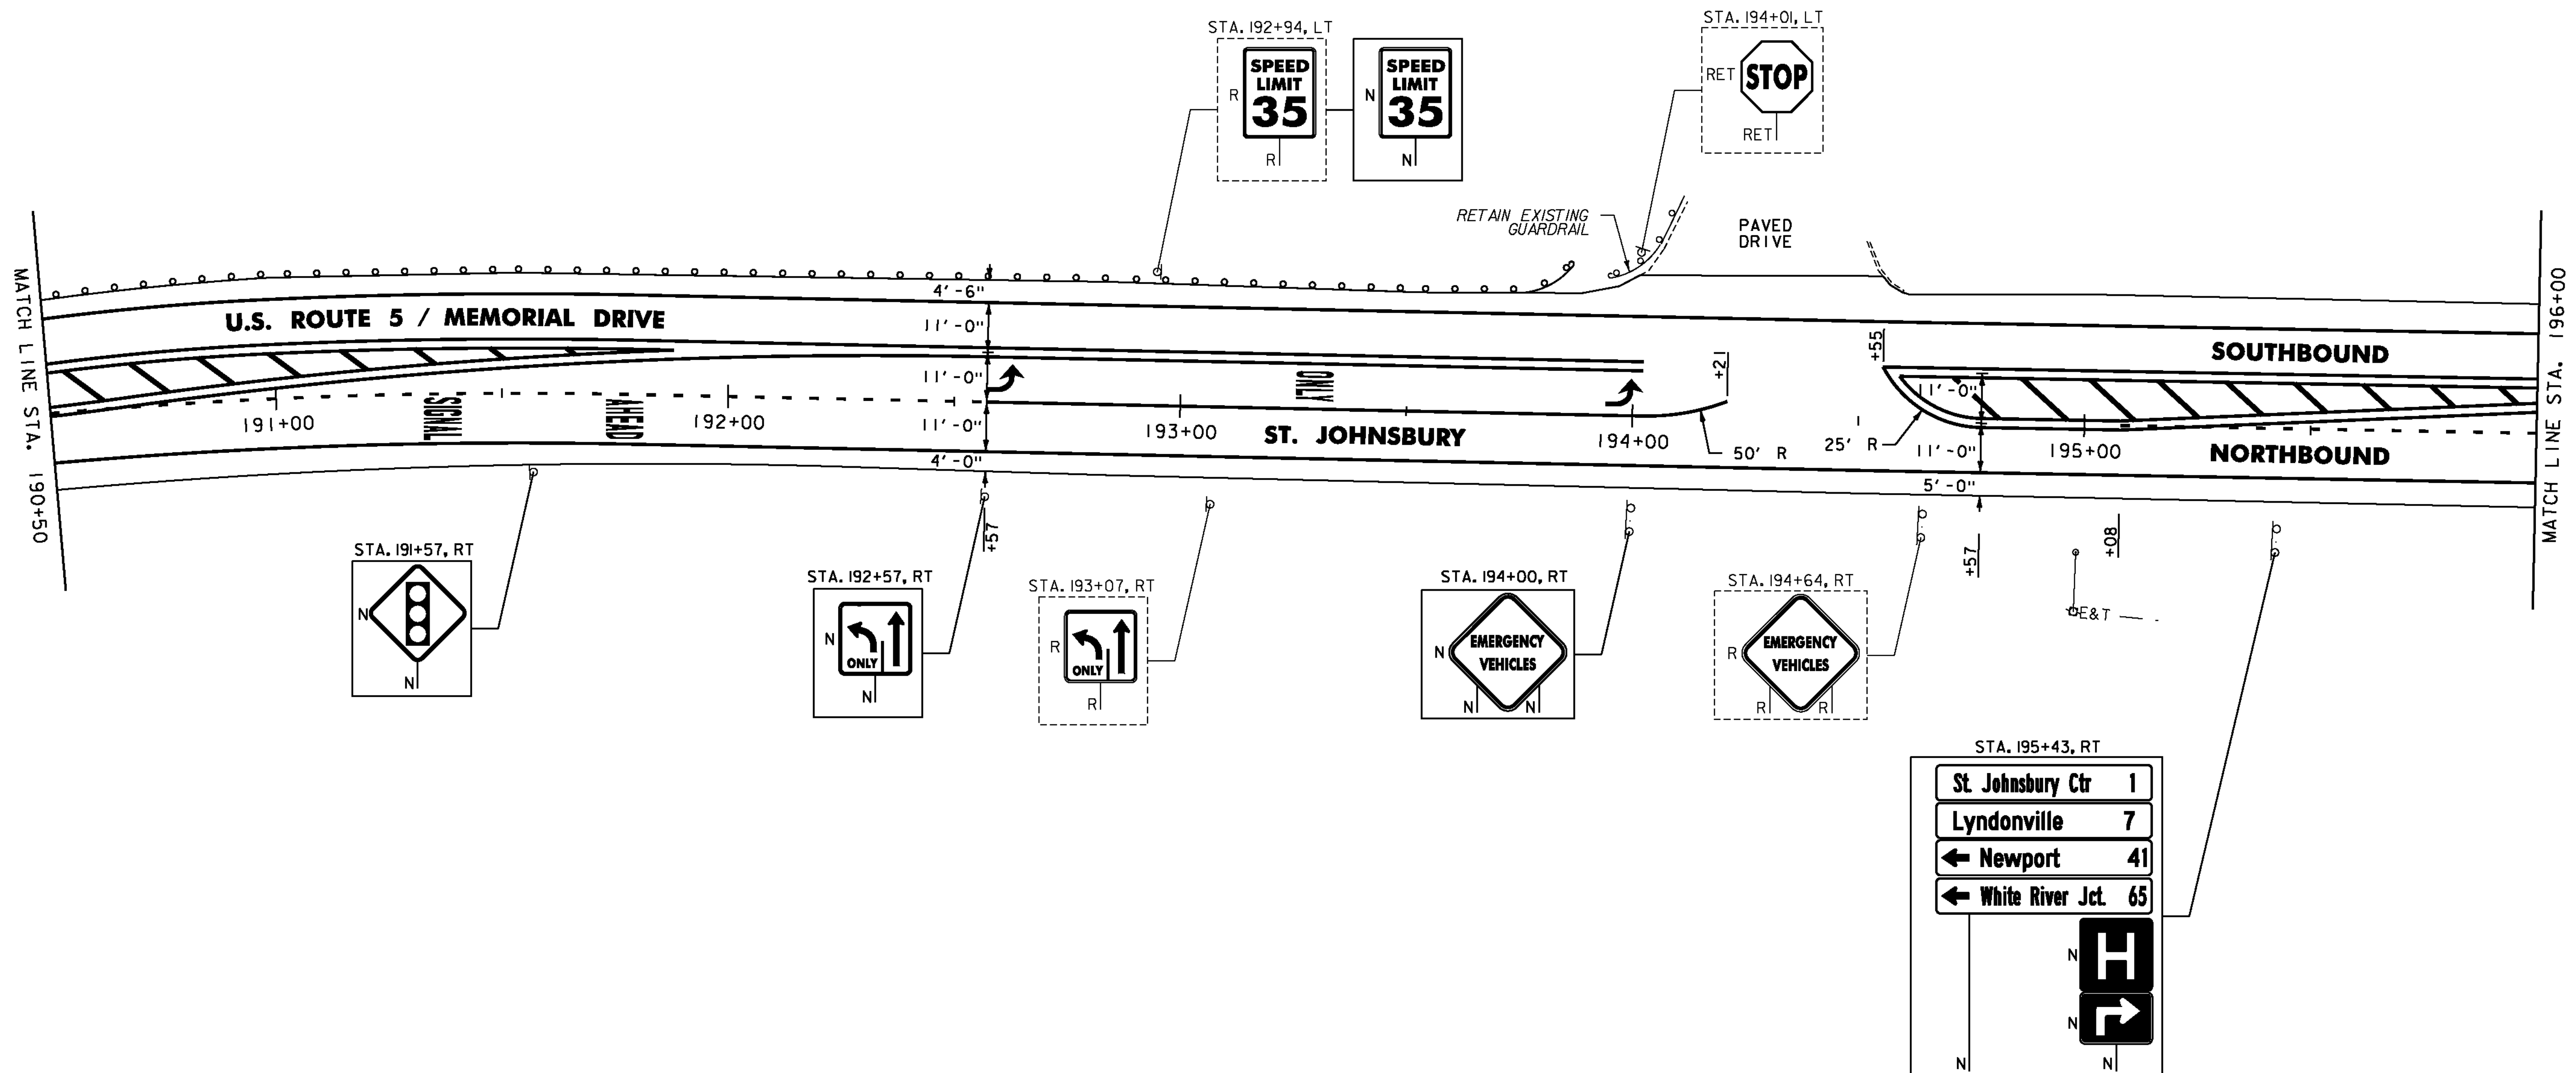 STA. 192+94, LT
R
SPEED
LIMIT
35
R
N
SPEED
LIMIT
35
N
STA. 194+01, LT
RET
STOP
RET
RETAIN EXISTING
GUARDRAIL
PAVED
DRIVE
MATCH LINE STA. 190+50
U.S. ROUTE 5 / MEMORIAL DRIVE
4'-6"
11'-0"
11'-0"
11'-0"
4'-0"
191+00
SIGNAL
AHEAD
192+00
ONLY
193+00
ST. JOHNSBURY
194+00
+21
50' R
+55
25' R
11'-0"
11'-0"
5'-0"
195+00
SOUTHBOUND
NORTHBOUND
MATCH LINE STA. 196+00
+57
+57
+08
E&T
STA. 191+57, RT
N
N
STA. 192+57, RT
N
ONLY
N
STA. 193+07, RT
R
ONLY
R
STA. 194+00, RT
N
EMERGENCY
VEHICLES
N N
STA. 194+64, RT
R
EMERGENCY
VEHICLES
R R
STA. 195+43, RT
St. Johnsbury Ctr 1
Lyndonville 7
← Newport 41
← White River Jct. 65
N
H
N
N
N